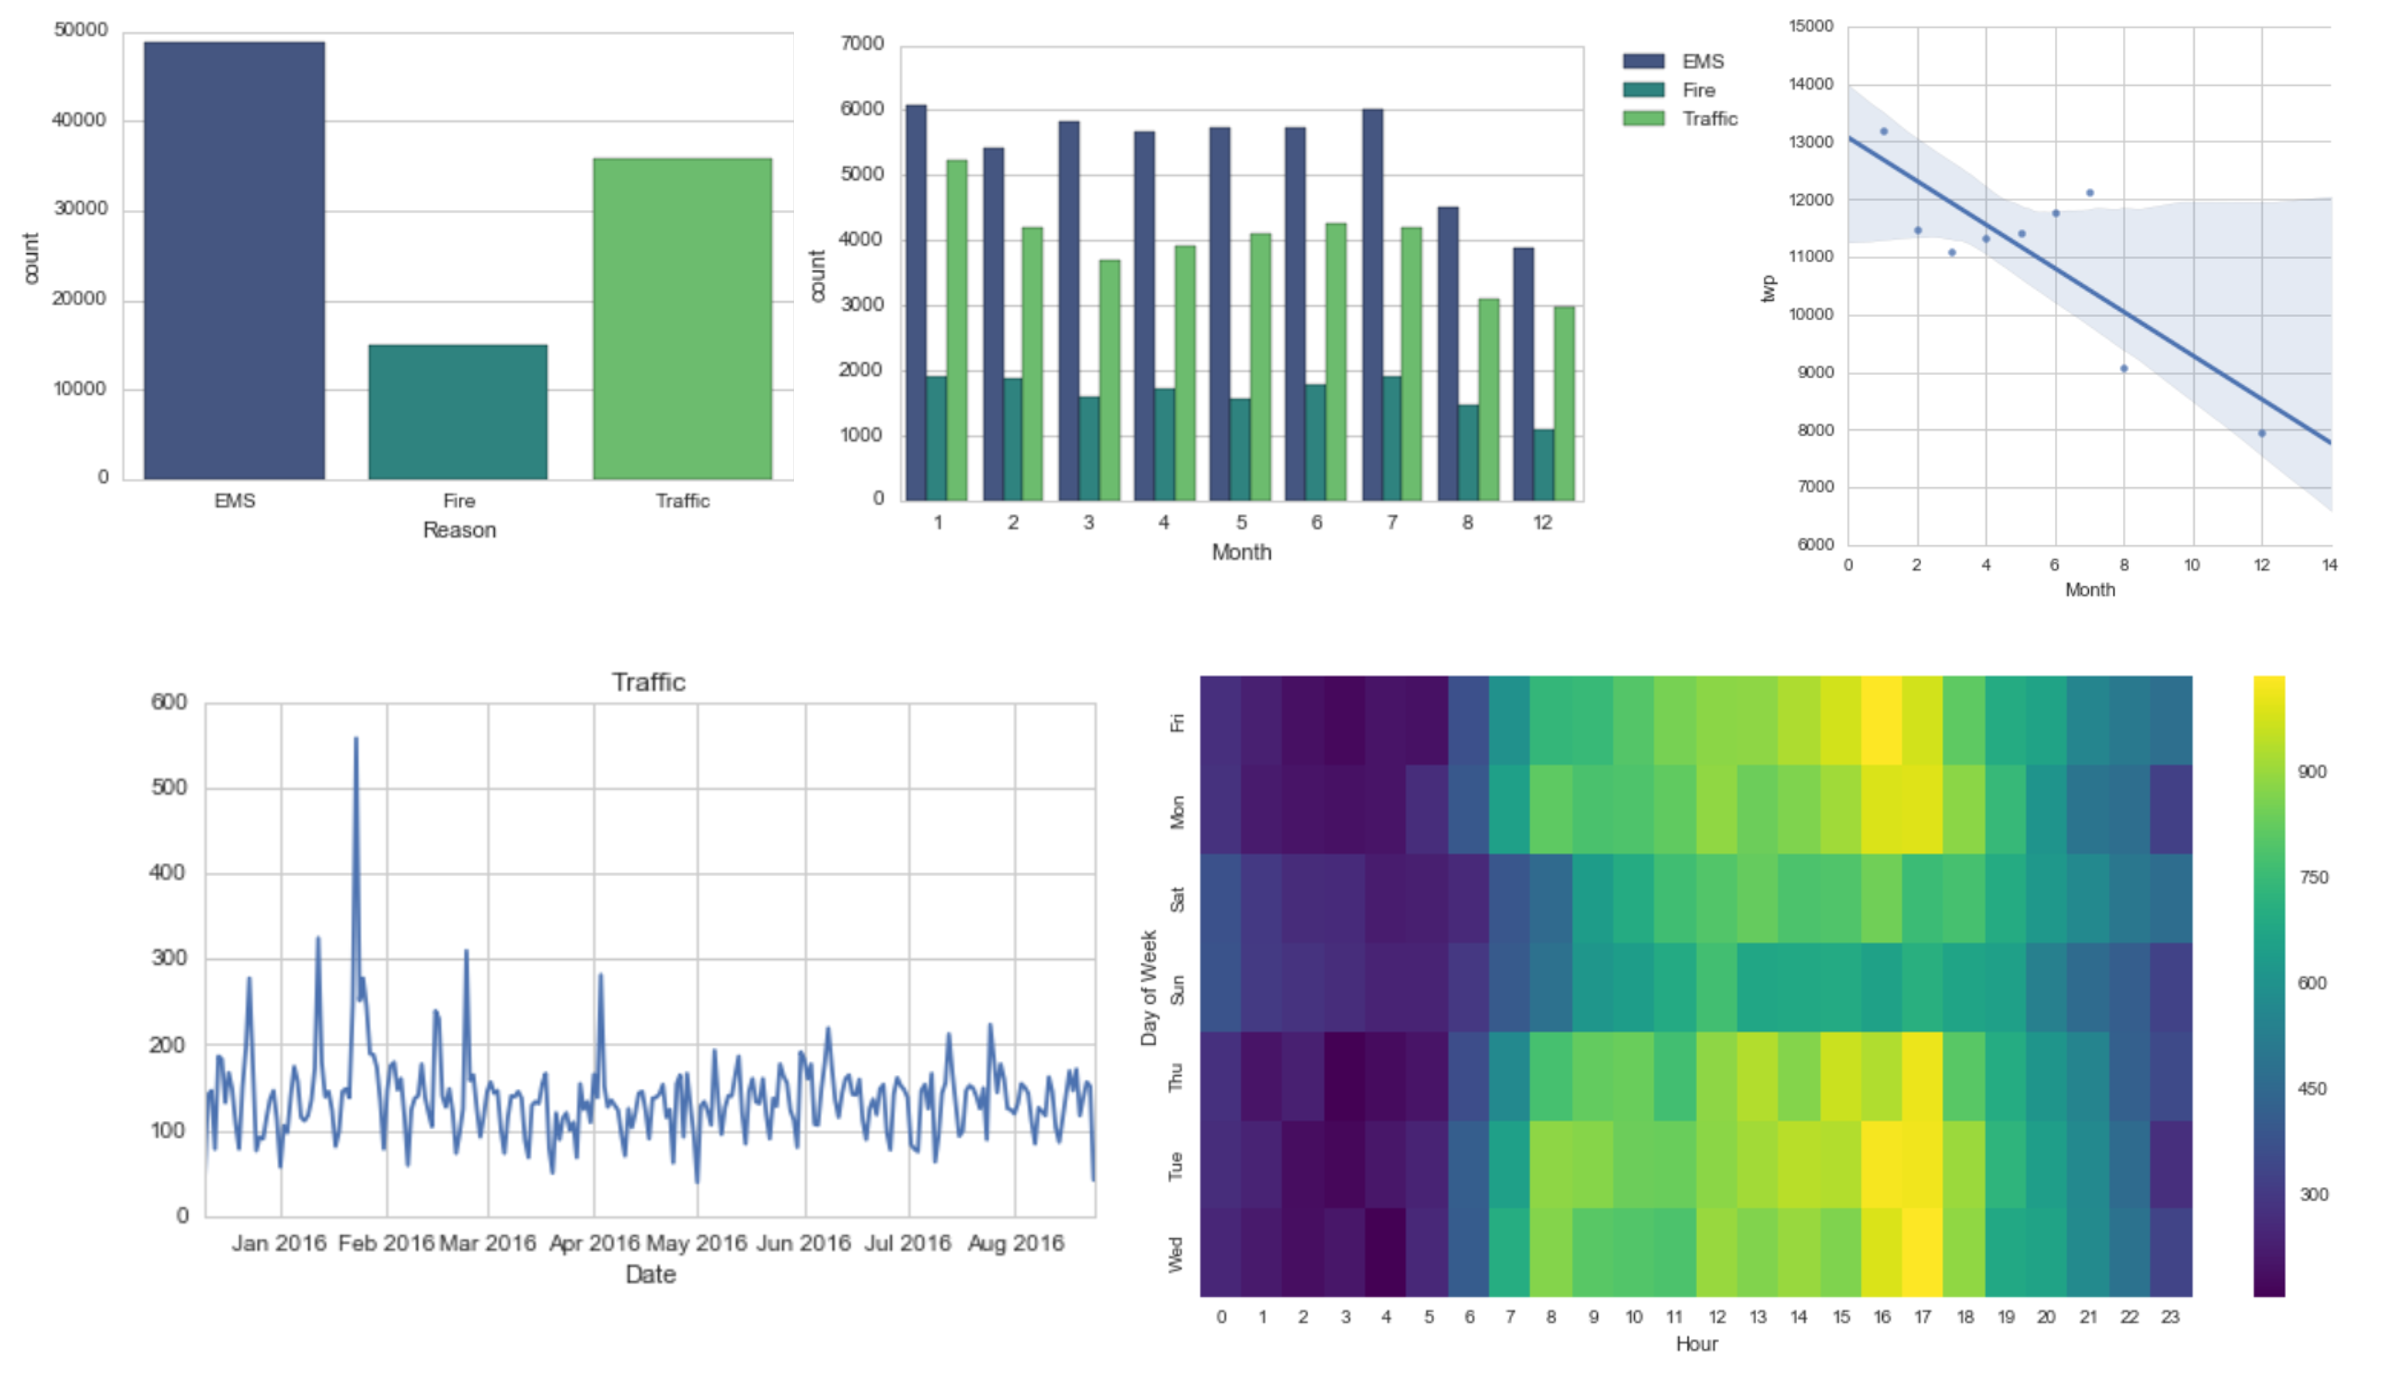 50000
40000
30000
20000
10000
0
count
EMS Fire Traffic
Reason
7000
6000
5000
4000
3000
2000
1000
0
count
1 2 3 4 5 6 7 8 12
Month
EMS
Fire
Traffic
15000
14000
13000
12000
11000
10000
9000
8000
7000
6000
twp
0 2 4 6 8 10 12 14
Month
Traffic
600
500
400
300
200
100
0
Jan 2016 Feb 2016 Mar 2016 Apr 2016 May 2016 Jun 2016 Jul 2016 Aug 2016
Date
Day of Week
Fri
Mon
Sat
Sun
Thu
Tue
Wed
0 1 2 3 4 5 6 7 8 9 10 11 12 13 14 15 16 17 18 19 20 21 22 23
Hour
900
750
600
450
300